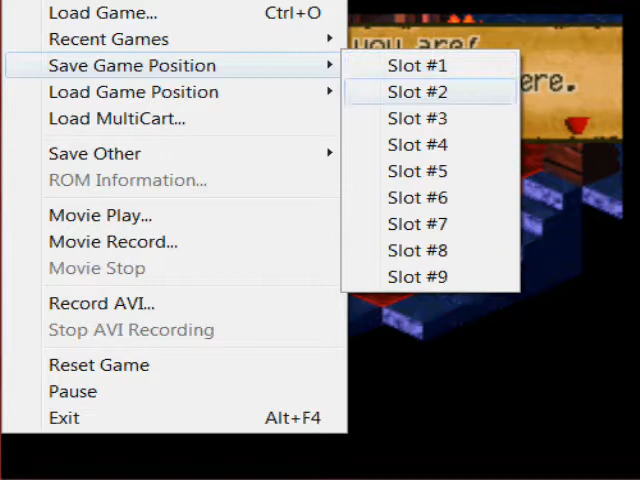 Load Game... Ctrl+O
Recent Games
Save Game Position
Load Game Position
Load MultiCart...
Save Other
ROM Information...
Movie Play...
Movie Record...
Movie Stop
Record AVI...
Stop AVI Recording
Reset Game
Pause
Exit Alt+F4
Slot #1
Slot #2
Slot #3
Slot #4
Slot #5
Slot #6
Slot #7
Slot #8
Slot #9
you are
ere.